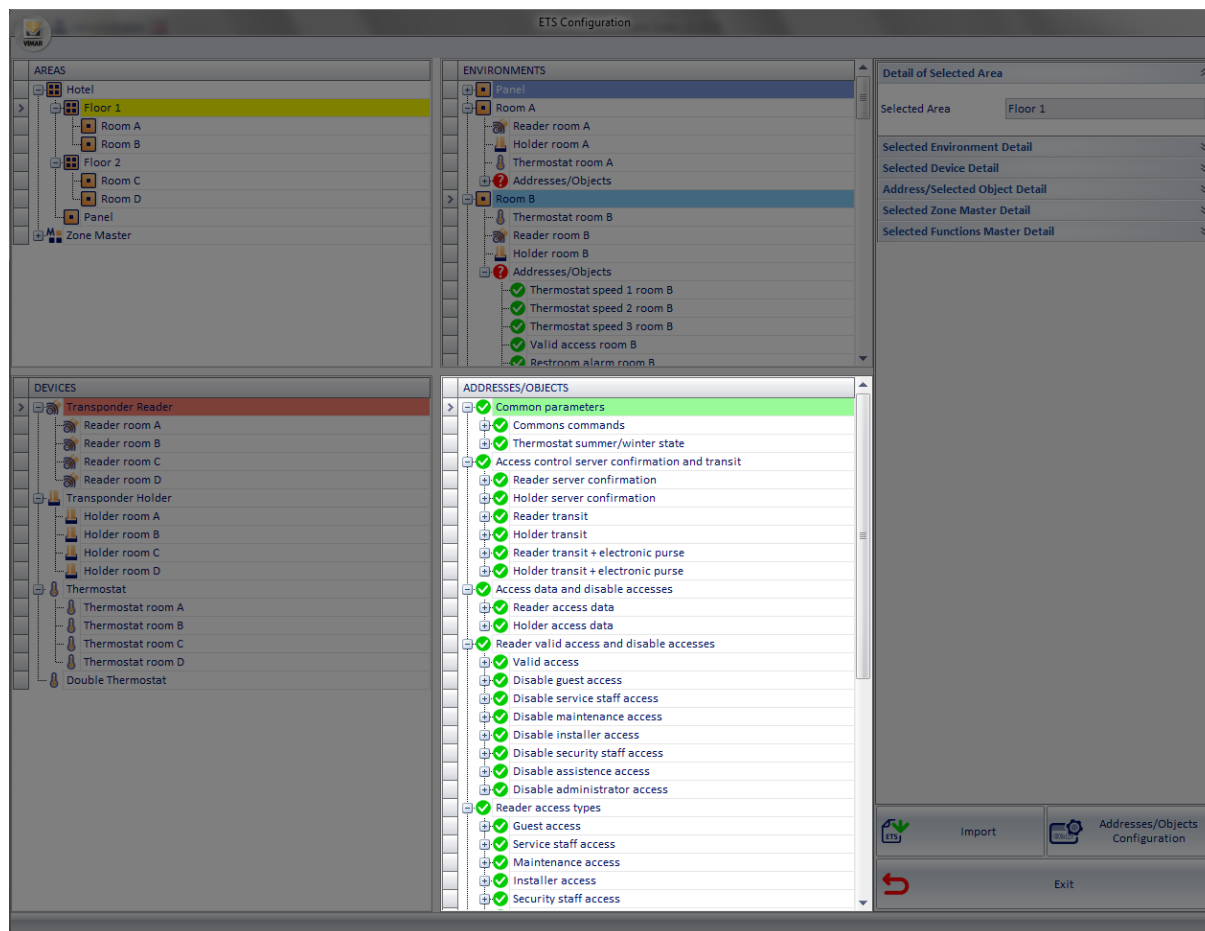 ETS Configuration
VIMAR
AREAS
Hotel
Floor 1
Room A
Room B
Floor 2
Room C
Room D
Panel
Zone Master
ENVIRONMENTS
Panel
Room A
Reader room A
Holder room A
Thermostat room A
Addresses/Objects
Room B
Thermostat room B
Reader room B
Holder room B
Addresses/Objects
Thermostat speed 1 room B
Thermostat speed 2 room B
Thermostat speed 3 room B
Valid access room B
Restroom alarm room B
Detail of Selected Area
Selected Area Floor 1
Selected Environment Detail
Selected Device Detail
Address/Selected Object Detail
Selected Zone Master Detail
Selected Functions Master Detail
DEVICES
Transponder Reader
Reader room A
Reader room B
Reader room C
Reader room D
Transponder Holder
Holder room A
Holder room B
Holder room C
Holder room D
Thermostat
Thermostat room A
Thermostat room B
Thermostat room C
Thermostat room D
Double Thermostat
ADDRESSES/OBJECTS
Common parameters
Commons commands
Thermostat summer/winter state
Access control server confirmation and transit
Reader server confirmation
Holder server confirmation
Reader transit
Holder transit
Reader transit + electronic purse
Holder transit + electronic purse
Access data and disable accesses
Reader access data
Holder access data
Reader valid access and disable accesses
Valid access
Disable guest access
Disable service staff access
Disable maintenance access
Disable installer access
Disable security staff access
Disable assistence access
Disable administrator access
Reader access types
Guest access
Service staff access
Maintenance access
Installer access
Security staff access
ETS
Import
Addresses/Objects
Configuration
Exit